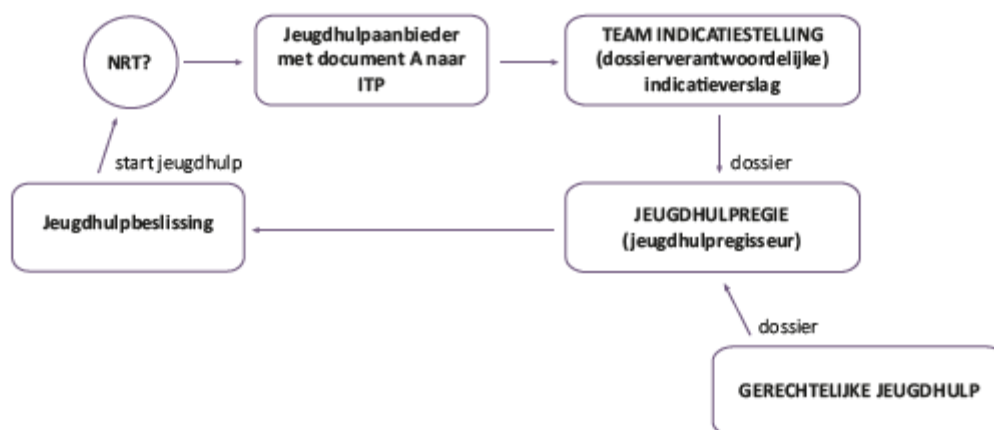 NRT?
Jeugdhulpaanbieder
met document A naar
ITP
TEAM INDICATIESTELLING
(dossierverantwoordelijke)
indicatieverslag
start jeugdhulp
dossier
Jeugdhulpbeslissing
JEUGDHULPREGIE
(jeugdhulpregisseur)
dossier
GERECHTELIJKE JEUGDHULP